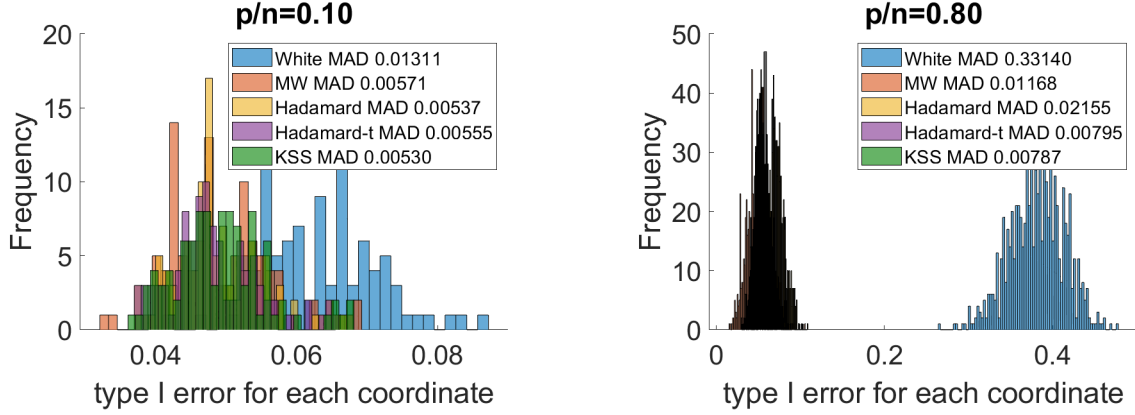 p/n=0.10
20
15
10
5
0
Frequency
White MAD 0.01311
MW MAD 0.00571
Hadamard MAD 0.00537
Hadamard-t MAD 0.00555
KSS MAD 0.00530
0.04
0.06
0.08
type I error for each coordinate
p/n=0.80
50
40
30
20
10
0
Frequency
White MAD 0.33140
MW MAD 0.01168
Hadamard MAD 0.02155
Hadamard-t MAD 0.00795
KSS MAD 0.00787
0
0.2
0.4
type I error for each coordinate